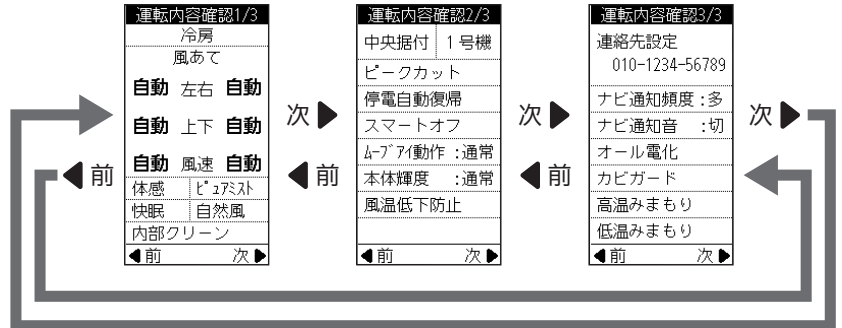 運転内容確認1/3
冷房
風あて
自動 左右 自動
自動 上下 自動
自動 風速 自動
体感 ピュアミスト
快眠 自然風
内部クリーン
◀前 次▶
次▶
◀前
運転内容確認2/3
中央据付 1号機
ピークカット
停電自動復帰
スマートオフ
ムーブアイ動作 :通常
本体輝度 :通常
風温低下防止
◀前 次▶
次▶
◀前
運転内容確認3/3
連絡先設定
010-1234-56789
ナビ通知頻度:多
ナビ通知音 :切
オール電化
カビガード
高温みまもり
低温みまもり
◀前 次▶
次▶
◀前